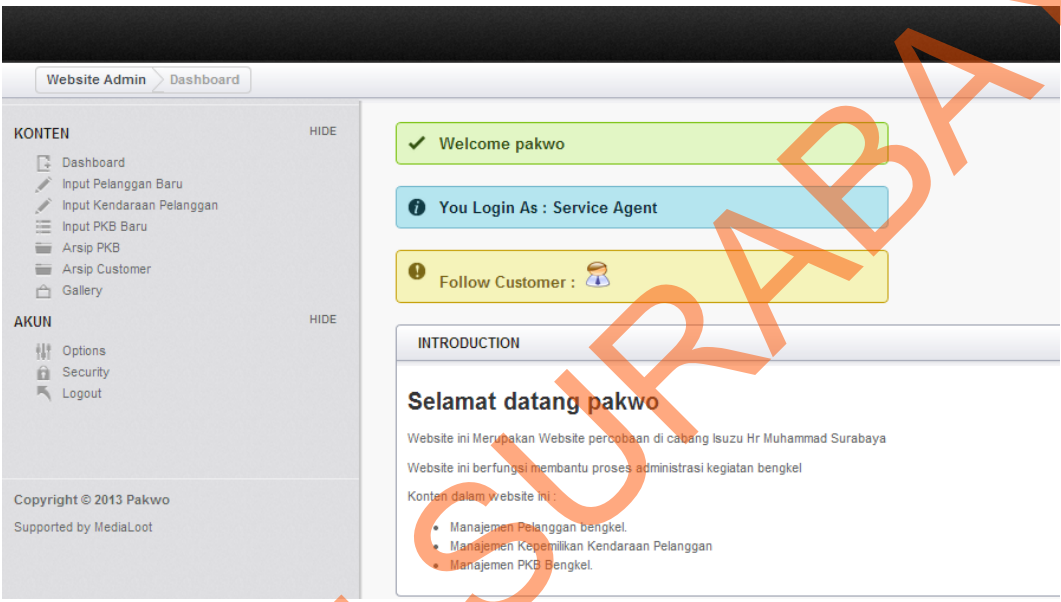 Website Admin
Dashboard
KONTEN
HIDE
Dashboard
Input Pelanggan Baru
Input Kendaraan Pelanggan
Input PKB Baru
Arsip PKB
Arsip Customer
Gallery
AKUN
HIDE
Options
Security
Logout
Copyright © 2013 Pakwo
Supported by MediaLoot
Welcome pakwo
You Login As : Service Agent
Follow Customer :
INTRODUCTION
Selamat datang pakwo
Website ini Merupakan Website percobaan di cabang Isuzu Hr Muhammad Surabaya
Website ini berfungsi membantu proses administrasi kegiatan bengkel
Konten dalam website ini :
Manajemen Pelanggan bengkel.
Manajemen Kepemilikan Kendaraan Pelanggan
Manajemen PKB Bengkel.
SURABA